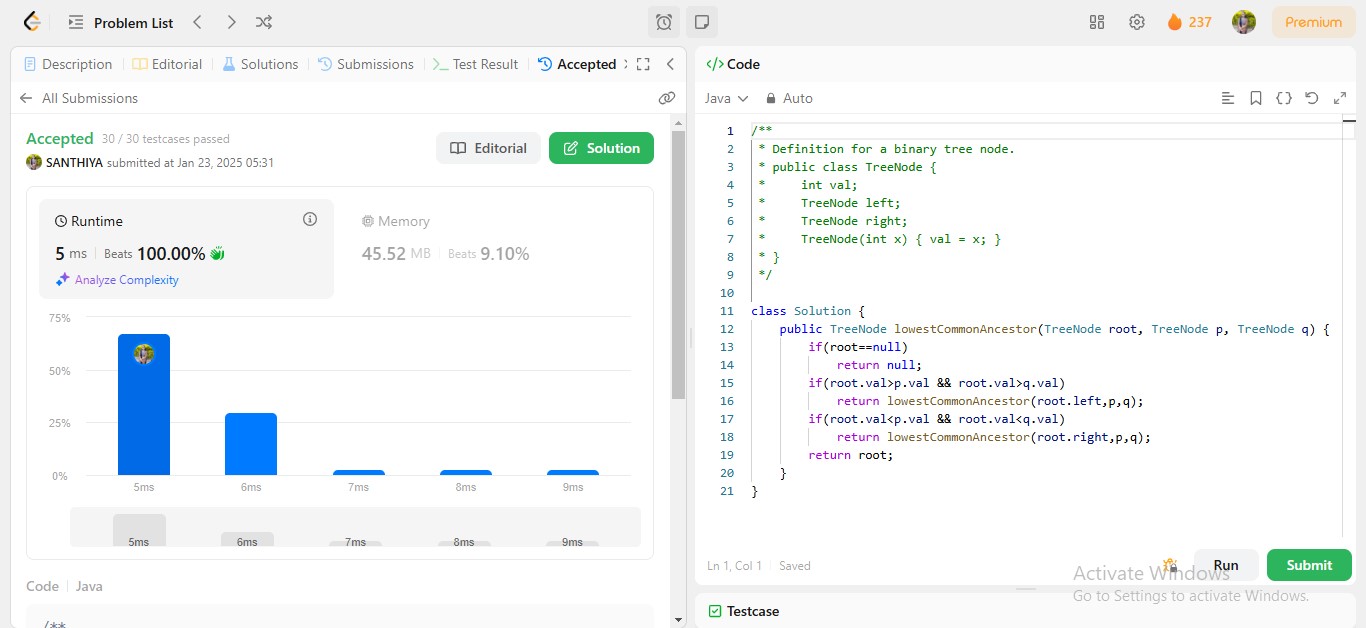 Problem List
237
Premium
Description
Editorial
Solutions
Submissions
Test Result
Accepted
All Submissions
Accepted 30 / 30 testcases passed
SANTHIYA submitted at Jan 23, 2025 05:31
Editorial
Solution
Runtime
5 ms Beats 100.00%
Analyze Complexity
Memory
45.52 MB Beats 9.10%
75%
50%
25%
0%
5ms 6ms 7ms 8ms 9ms
5ms 6ms 7ms 8ms 9ms
Code Java
/**
</> Code
Java Auto
1 /**
2 * Definition for a binary tree node.
3 * public class TreeNode {
4 *     int val;
5 *     TreeNode left;
6 *     TreeNode right;
7 *     TreeNode(int x) { val = x; }
8 * }
9 */
10
11 class Solution {
12     public TreeNode lowestCommonAncestor(TreeNode root, TreeNode p, TreeNode q) {
13         if(root==null)
14             return null;
15         if(root.val>p.val && root.val>q.val)
16             return lowestCommonAncestor(root.left,p,q);
17         if(root.val<p.val && root.val<q.val)
18             return lowestCommonAncestor(root.right,p,q);
19         return root;
20     }
21 }
Ln 1, Col 1 Saved
Run
Submit
Activate Windows
Go to Settings to activate Windows.
Testcase